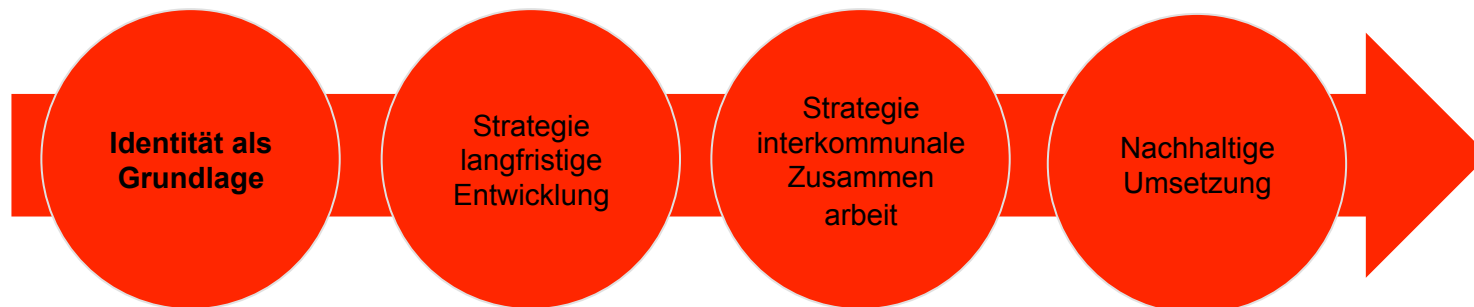 Identität als
Grundlage
Strategie
langfristige
Entwicklung
Strategie
interkommunale
Zusammen
arbeit
Nachhaltige
Umsetzung